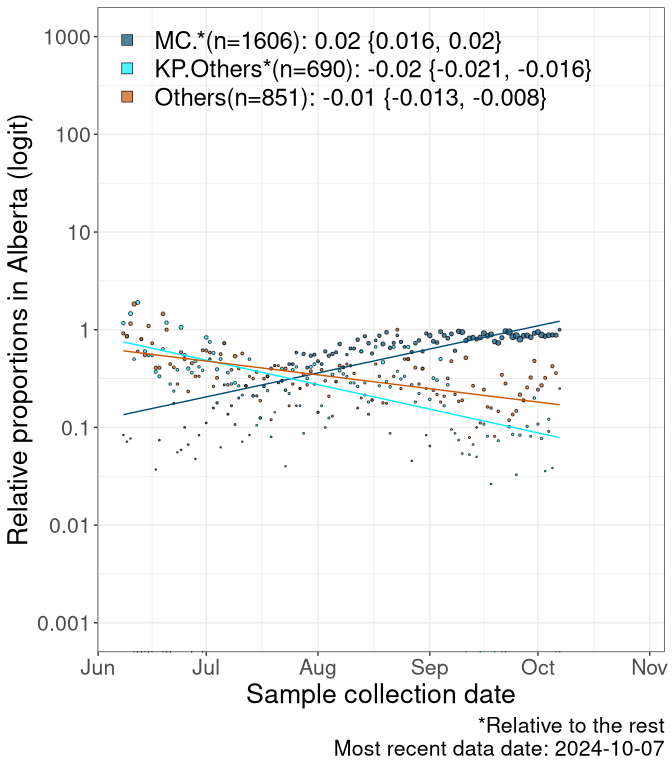 MC.*(n=1606): 0.02 {0.016, 0.02}
KP.Others*(n=690): -0.02 {-0.021, -0.016}
Others(n=851): -0.01 {-0.013, -0.008}
Relative proportions in Alberta (logit)
1000
100
10
1
0.1
0.01
0.001
Jun Jul Aug Sep Oct Nov
Sample collection date
*Relative to the rest
Most recent data date: 2024-10-07